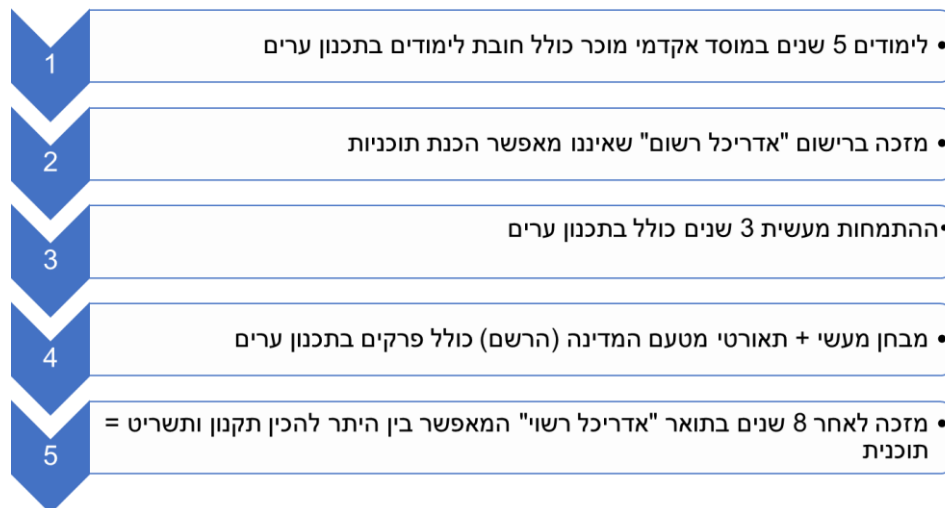 1
• לימודים 5 שנים במוסד אקדמי מוכר כולל חובת לימודים בתכנון ערים
2
• מזכה ברישום "אדריכל רשום" שאיננו מאפשר הכנת תוכניות
3
• ההתמחות מעשית 3 שנים כולל בתכנון ערים
4
• מבחן מעשי + תאורטי מטעם המדינה (הרשם) כולל פרקים בתכנון ערים
5
• מזכה לאחר 8 שנים בתואר "אדריכל רשוי" המאפשר בין היתר להכין תקנון ותשריט =
תוכנית